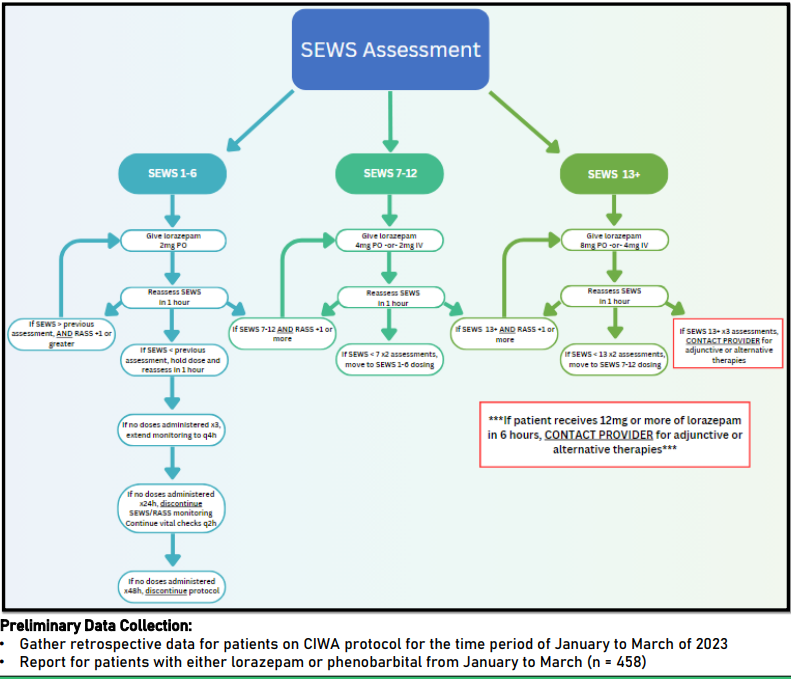 SEWS Assessment
SEWS 1-6
SEWS 7-12
SEWS 13+
Give lorazepam
2mg PO
Give lorazepam
4mg PO -or- 2mg IV
Give lorazepam
8mg PO -or- 4mg IV
Reassess SEWS
in 1 hour
Reassess SEWS
in 1 hour
Reassess SEWS
in 1 hour
If SEWS > previous
assessment, AND RASS +1 or
greater
If SEWS < previous
assessment, hold dose and
reassess in 1 hour
If SEWS 7-12 AND RASS +1 or
more
If SEWS < 7 x2 assessments,
move to SEWS 1-6 dosing
If SEWS 13+ AND RASS +1 or
more
If SEWS < 13 x2 assessments,
move to SEWS 7-12 dosing
If SEWS 13+ x3 assessments,
CONTACT PROVIDER for
adjunctive or alternative
therapies
If no doses administered x3,
extend monitoring to q4h
If no doses administered
x24h, discontinue
SEWS/RASS monitoring
Continue vital checks q2h
If no doses administered
x48h, discontinue protocol
***If patient receives 12mg or more of lorazepam
in 6 hours, CONTACT PROVIDER for adjunctive or
alternative therapies***
Preliminary Data Collection:
• Gather retrospective data for patients on CIWA protocol for the time period of January to March of 2023
• Report for patients with either lorazepam or phenobarbital from January to March (n = 458)